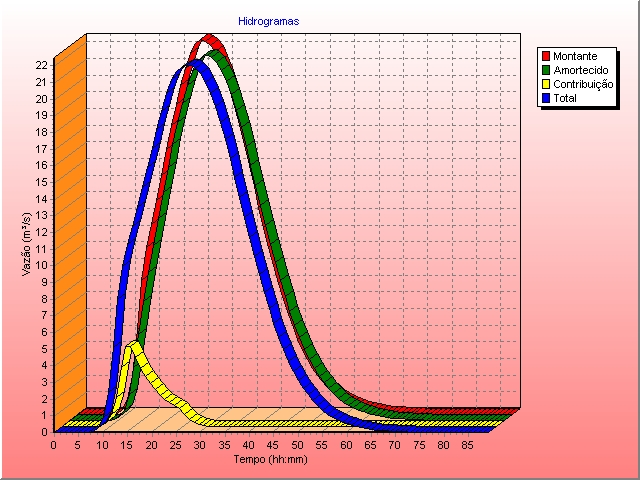 Hidrogramas
Montante
Amortecido
Contribuição
Total
Vazão (m³/s)
22
21
20
19
18
17
16
15
14
13
12
11
10
9
8
7
6
5
4
3
2
1
0
0 5 10 15 20 25 30 35 40 45 50 55 60 65 70 75 80 85
Tempo (hh:mm)